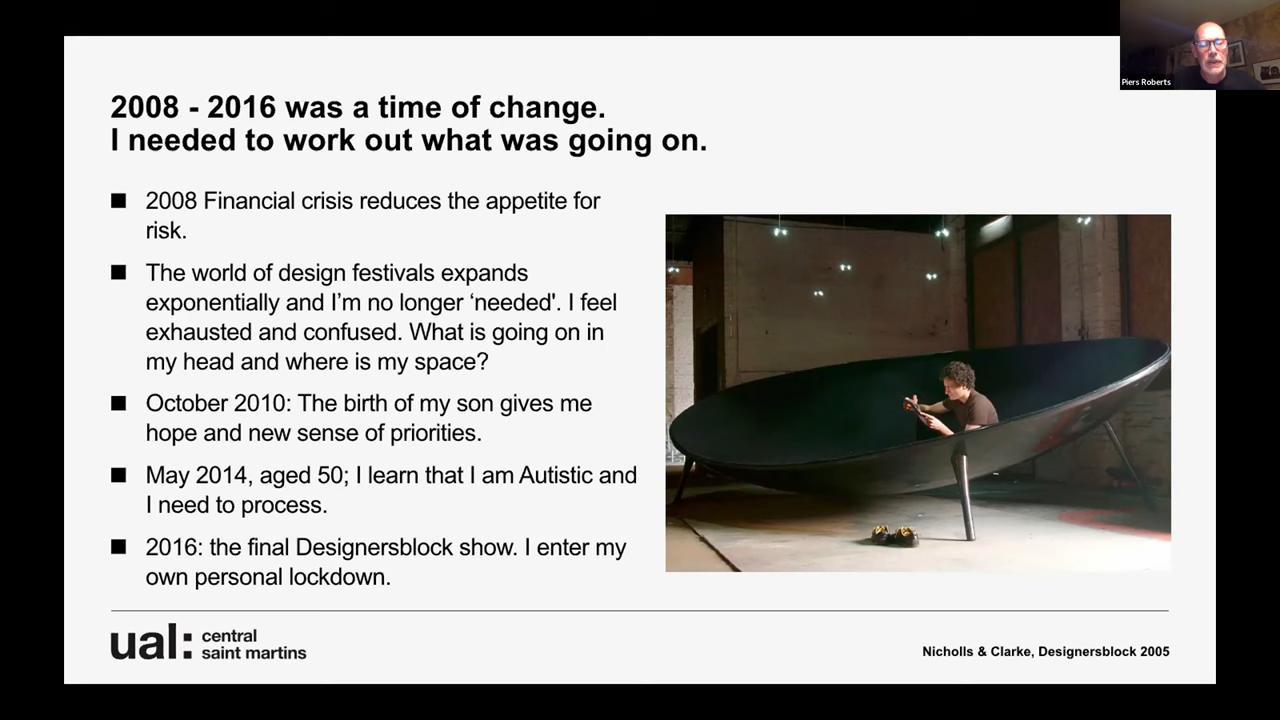 Piers Roberts
2008 - 2016 was a time of change.
I needed to work out what was going on.
■ 2008 Financial crisis reduces the appetite for
risk.
■ The world of design festivals expands
exponentially and I’m no longer ‘needed'. I feel
exhausted and confused. What is going on in
my head and where is my space?
■ October 2010: The birth of my son gives me
hope and new sense of priorities.
■ May 2014, aged 50; I learn that I am Autistic and
I need to process.
■ 2016: the final Designersblock show. I enter my
own personal lockdown.
ual: central
saint martins
Nicholls & Clarke, Designersblock 2005